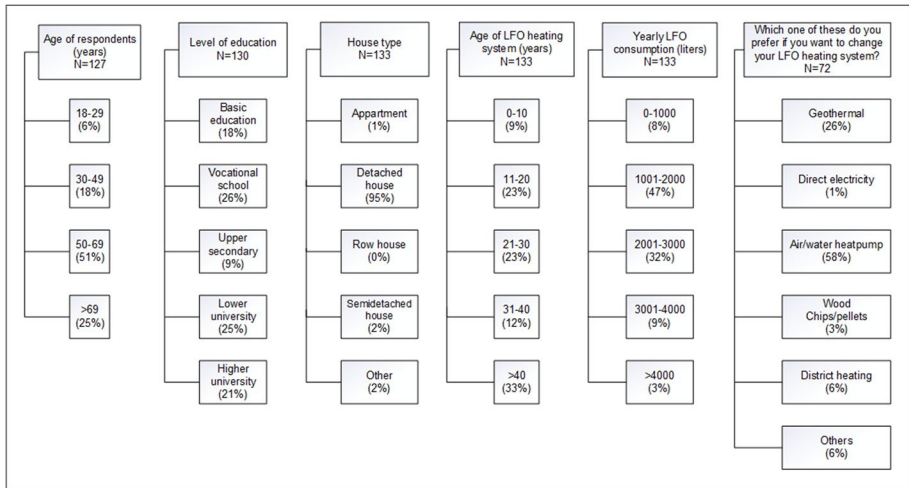 Age of respondents
(years)
N=127
18-29
(6%)
30-49
(18%)
50-69
(51%)
>69
(25%)
Level of education
N=130
Basic
education
(18%)
Vocational
school
(26%)
Upper
secondary
(9%)
Lower
university
(25%)
Higher
university
(21%)
House type
N=133
Appartment
(1%)
Detached
house
(95%)
Row house
(0%)
Semidetached
house
(2%)
Other
(2%)
Age of LFO heating
system (years)
N=133
0-10
(9%)
11-20
(23%)
21-30
(23%)
31-40
(12%)
>40
(33%)
Yearly LFO
consumption (liters)
N=133
0-1000
(8%)
1001-2000
(47%)
2001-3000
(32%)
3001-4000
(9%)
>4000
(3%)
Which one of these do you
prefer if you want to change
your LFO heating system?
N=72
Geothermal
(26%)
Direct electricity
(1%)
Air/water heatpump
(58%)
Wood
Chips/pellets
(3%)
District heating
(6%)
Others
(6%)